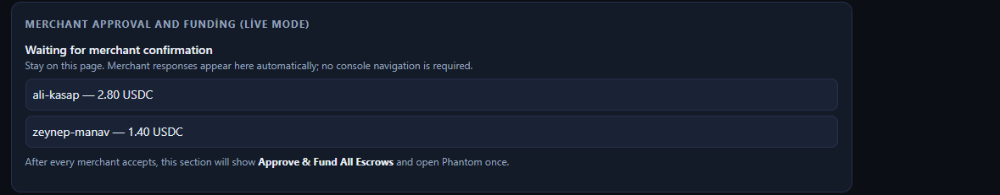 MERCHANT APPROVAL AND FUNDİNG (LİVE MODE)
Waiting for merchant confirmation
Stay on this page. Merchant responses appear here automatically; no console navigation is required.
ali-kasap — 2.80 USDC
zeynep-manav — 1.40 USDC
After every merchant accepts, this section will show Approve & Fund All Escrows and open Phantom once.